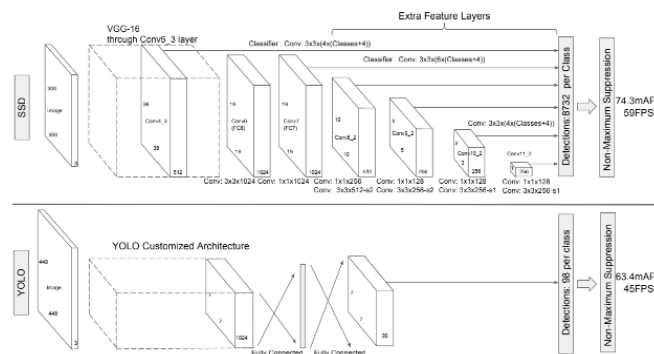 Extra Feature Layers
VGG-16
through Conv5_3 layer
Classifier : Conv: 3x3x(4x(Classes+4))
Classifier : Conv: 3x3x(6x(Classes+4))
Conv: 3x3x(4x(Classes+4))
SSD
300
Image
300
3
38
Conv4_3
38
512
19
Conv6
(FC6)
19
1024
19
Conv7
(FC7)
19
1024
10
Conv8_2
10
512
5
Conv9_2
5
256
3
Conv10_2
3
256
Conv11_2
256
Conv: 3x3x1024
Conv: 1x1x1024
Conv: 1x1x256
Conv: 3x3x512-s2
Conv: 1x1x128
Conv: 3x3x256-s2
Conv: 1x1x128
Conv: 3x3x256-s1
Conv: 1x1x128
Conv: 3x3x256-s1
Detections:8732 per Class
Non-Maximum Suppression
74.3mAP
59FPS
YOLO
YOLO Customized Architecture
448
Image
448
3
7
7
1024
Fully Connected
Fully Connected
7
7
30
Detections: 98 per class
Non-Maximum Suppression
63.4mAP
45FPS